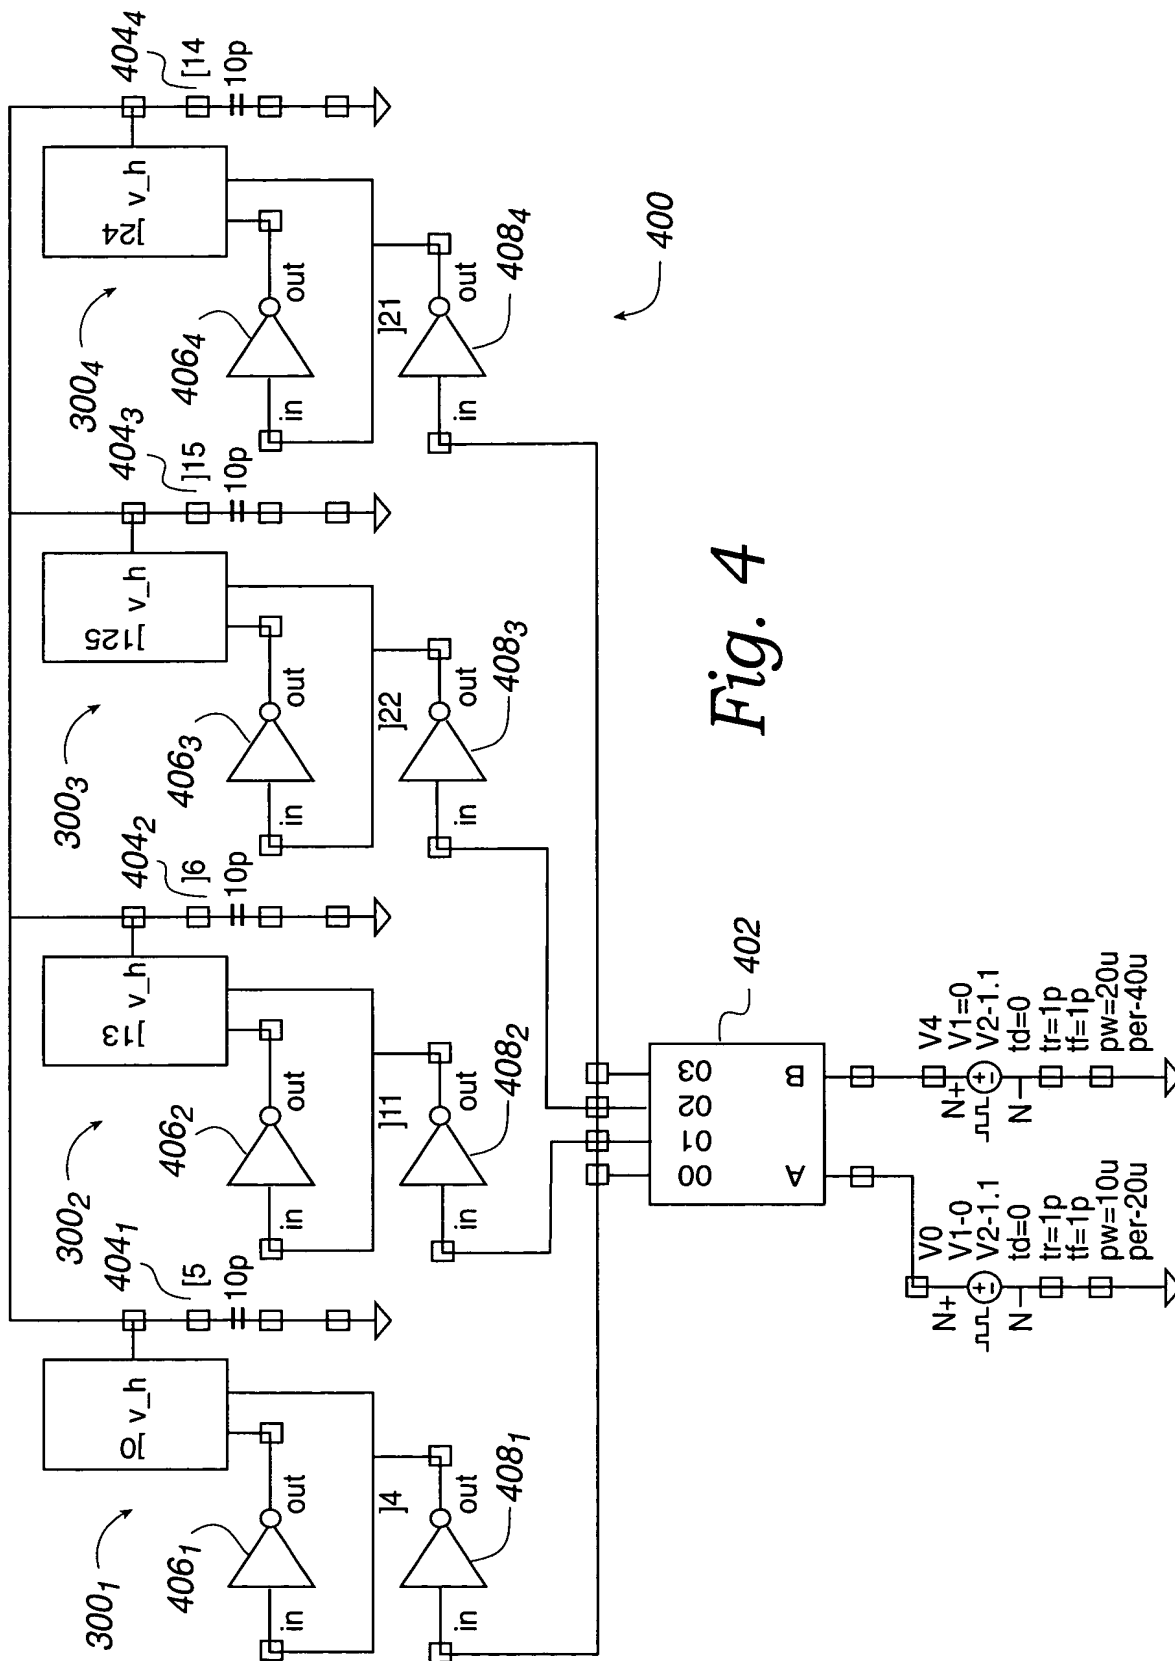 300₁
300₂
300₃
300₄
]0 v_h
]13 v_h
]125 v_h
]24 v_h
404₁
[5
10p
404₂
]6
10p
404₃
]15
10p
404₄
[14
10p
406₁
in
out
406₂
in
out
406₃
in
out
406₄
in
out
]4
]11
]22
]21
408₁
in
out
408₂
in
out
408₃
in
out
408₄
in
out
400
402
00 01 02 03
A B
V0
N+ V1-0
V2-1.1
N- td=0
tr=1p
tf=1p
pw=10u
per-20u
V4
N+ V1=0
V2-1.1
N- td=0
tr=1p
tf=1p
pw=20u
per-40u
Fig. 4